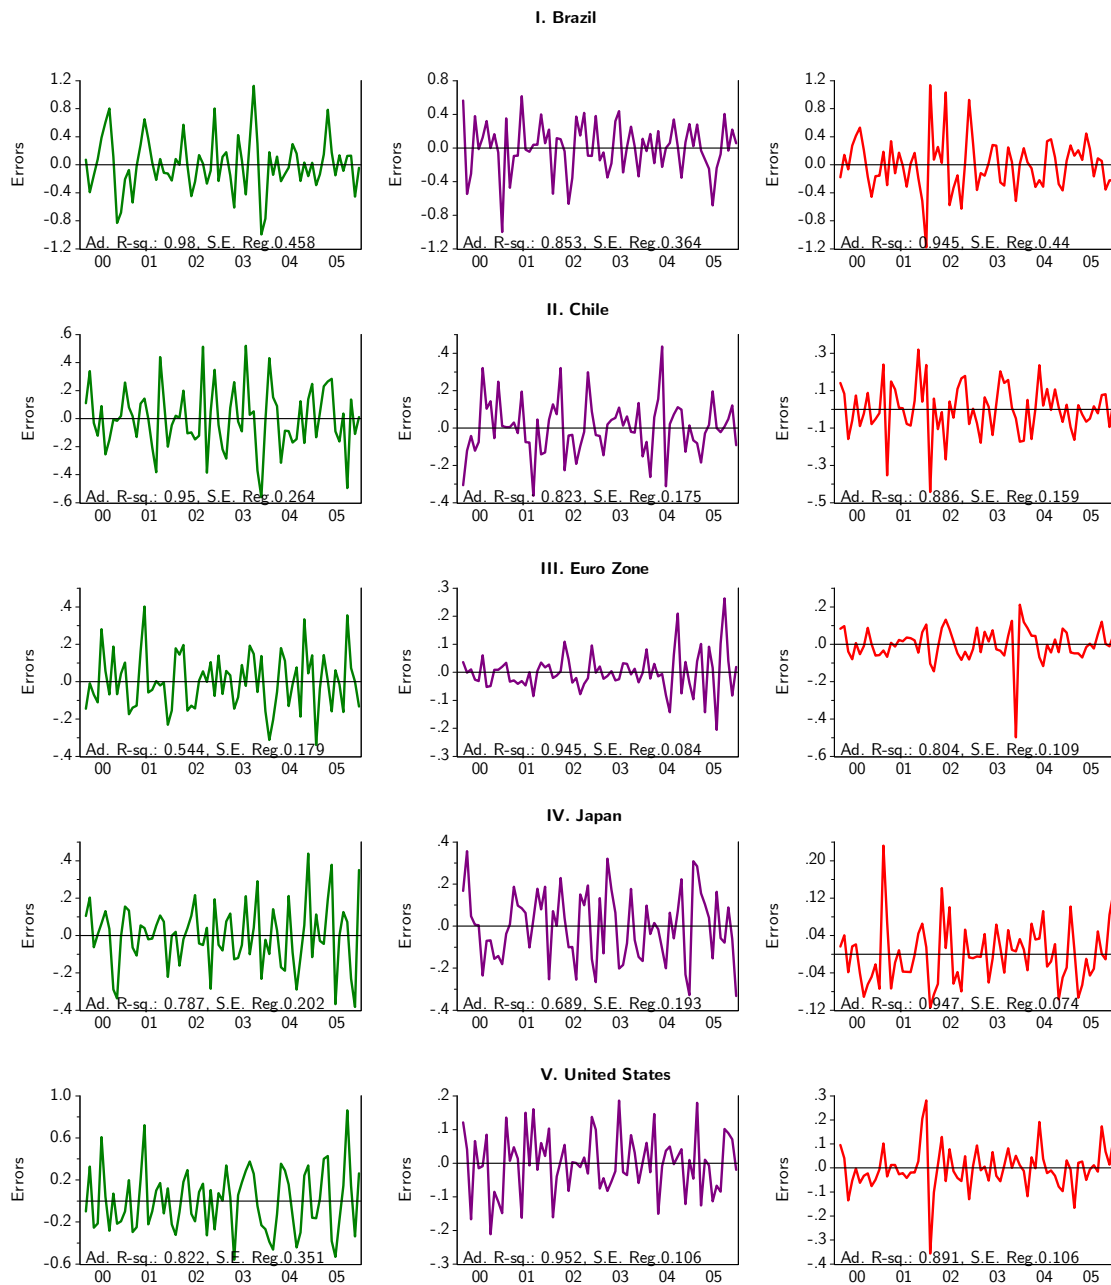 I. Brazil
Errors
1.2
0.8
0.4
0.0
-0.4
-0.8
-1.2
Ad. R-sq.: 0.98, S.E. Reg.0.458
00 01 02 03 04 05
Errors
0.8
0.4
0.0
-0.4
-0.8
-1.2
Ad. R-sq.: 0.853, S.E. Reg.0.364
00 01 02 03 04 05
Errors
1.2
0.8
0.4
0.0
-0.4
-0.8
-1.2
Ad. R-sq.: 0.945, S.E. Reg.0.44
00 01 02 03 04 05
II. Chile
Errors
.6
.4
.2
.0
-.2
-.4
-.6
Ad. R-sq.: 0.95, S.E. Reg.0.264
00 01 02 03 04 05
Errors
.4
.2
.0
-.2
-.4
Ad. R-sq.: 0.823, S.E. Reg.0.175
00 01 02 03 04 05
Errors
.3
.1
-.1
-.3
-.5
Ad. R-sq.: 0.886, S.E. Reg.0.159
00 01 02 03 04 05
III. Euro Zone
Errors
.4
.2
.0
-.2
-.4
Ad. R-sq.: 0.544, S.E. Reg.0.179
00 01 02 03 04 05
Errors
.3
.2
.1
.0
-.1
-.2
-.3
Ad. R-sq.: 0.945, S.E. Reg.0.084
00 01 02 03 04 05
Errors
.2
.0
-.2
-.4
-.6
Ad. R-sq.: 0.804, S.E. Reg.0.109
00 01 02 03 04 05
IV. Japan
Errors
.4
.2
.0
-.2
-.4
Ad. R-sq.: 0.787, S.E. Reg.0.202
00 01 02 03 04 05
Errors
.4
.2
.0
-.2
-.4
Ad. R-sq.: 0.689, S.E. Reg.0.193
00 01 02 03 04 05
Errors
.20
.12
.04
-.04
-.12
Ad. R-sq.: 0.947, S.E. Reg.0.074
00 01 02 03 04 05
V. United States
Errors
1.0
0.6
0.2
-0.2
-0.6
Ad. R-sq.: 0.822, S.E. Reg.0.351
00 01 02 03 04 05
Errors
.2
.1
.0
-.1
-.2
-.3
Ad. R-sq.: 0.952, S.E. Reg.0.106
00 01 02 03 04 05
Errors
.3
.2
.1
.0
-.1
-.2
-.3
-.4
Ad. R-sq.: 0.891, S.E. Reg.0.106
00 01 02 03 04 05